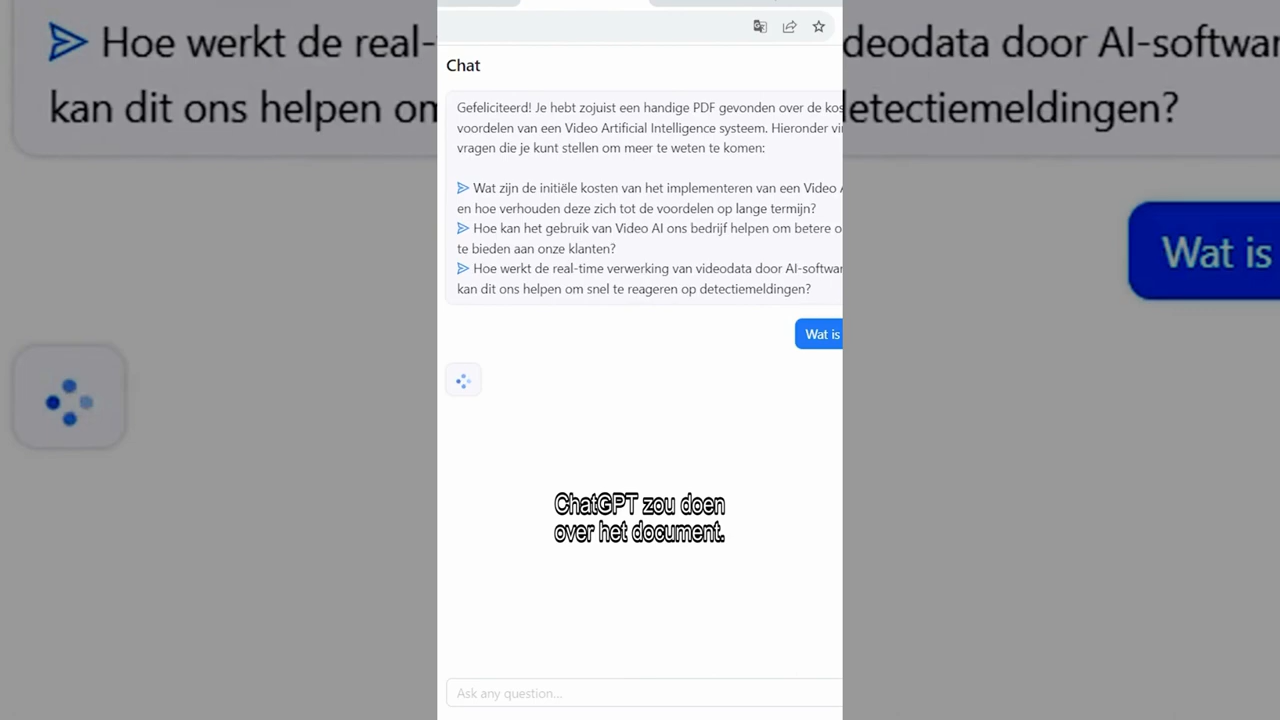 Hoe werkt de real-
deodata door AI-softwar
kan dit ons helpen om
detectiemeldingen?
Wat is
Chat
Gefeliciteerd! Je hebt zojuist een handige PDF gevonden over de kos
voordelen van een Video Artificial Intelligence systeem. Hieronder vin
vragen die je kunt stellen om meer te weten te komen:
Wat zijn de initiële kosten van het implementeren van een Video A
en hoe verhouden deze zich tot de voordelen op lange termijn?
Hoe kan het gebruik van Video AI ons bedrijf helpen om betere o
te bieden aan onze klanten?
Hoe werkt de real-time verwerking van videodata door AI-softwar
kan dit ons helpen om snel te reageren op detectiemeldingen?
Wat is
ChatGPT zou doen
over het document.
Ask any question...